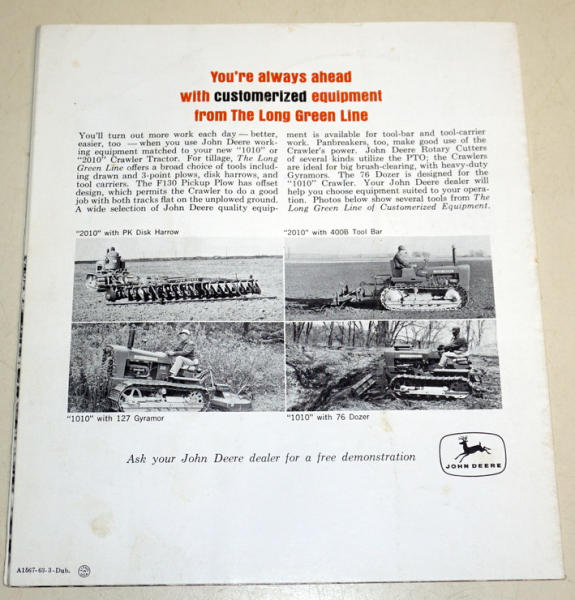 You're always ahead
with customerized equipment
from The Long Green Line
You'll turn out more work each day — better,
easier, too — when you use John Deere work-
ing equipment matched to your new "1010" or
"2010" Crawler Tractor. For tillage, The Long
Green Line offers a broad choice of tools includ-
ing drawn and 3-point plows, disk harrows, and
tool carriers. The F130 Pickup Plow has offset
design, which permits the Crawler to do a good
job with both tracks flat on the unplowed ground.
A wide selection of John Deere quality equip-
ment is available for tool-bar and tool-carrier
work. Panbreakers, too, make good use of the
Crawler's power. John Deere Rotary Cutters
of several kinds utilize the PTO; the Crawlers
are ideal for big brush-clearing, with heavy-duty
Gyramors. The 76 Dozer is designed for the
"1010" Crawler. Your John Deere dealer will
help you choose equipment suited to your opera-
tion. Photos below show several tools from The
Long Green Line of Customerized Equipment.
"2010" with PK Disk Harrow
"2010" with 400B Tool Bar
"1010" with 127 Gyramor
"1010" with 76 Dozer
Ask your John Deere dealer for a free demonstration
JOHN DEERE
A1567-63-3-Dub.